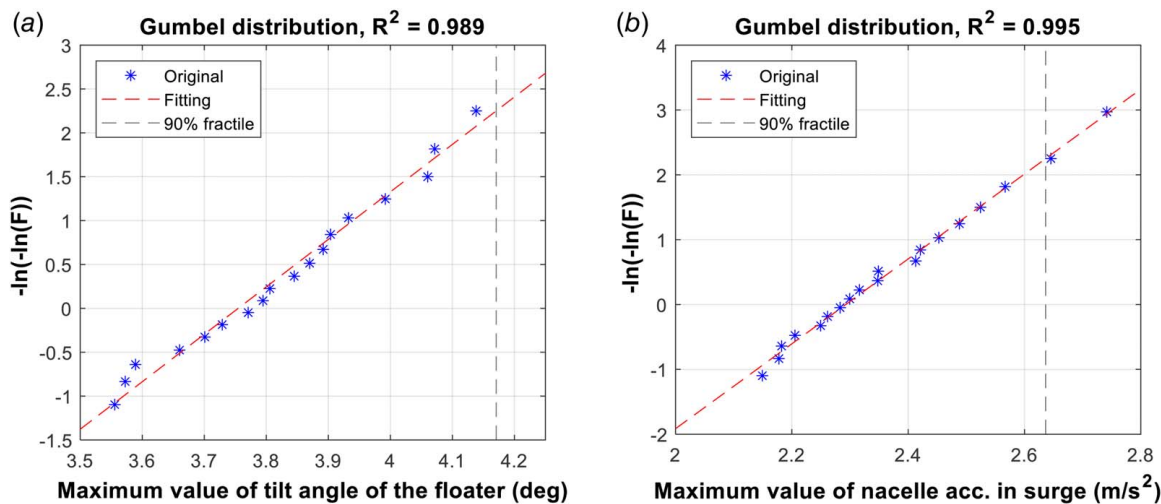 (a)
Gumbel distribution, R² = 0.989
Original
Fitting
90% fractile
-ln(-ln(F))
3
2.5
2
1.5
1
0.5
0
-0.5
-1
-1.5
3.5 3.6 3.7 3.8 3.9 4 4.1 4.2
Maximum value of tilt angle of the floater (deg)
(b)
Gumbel distribution, R² = 0.995
Original
Fitting
90% fractile
-ln(-ln(F))
4
3
2
1
0
-1
-2
2 2.2 2.4 2.6 2.8
Maximum value of nacelle acc. in surge (m/s²)